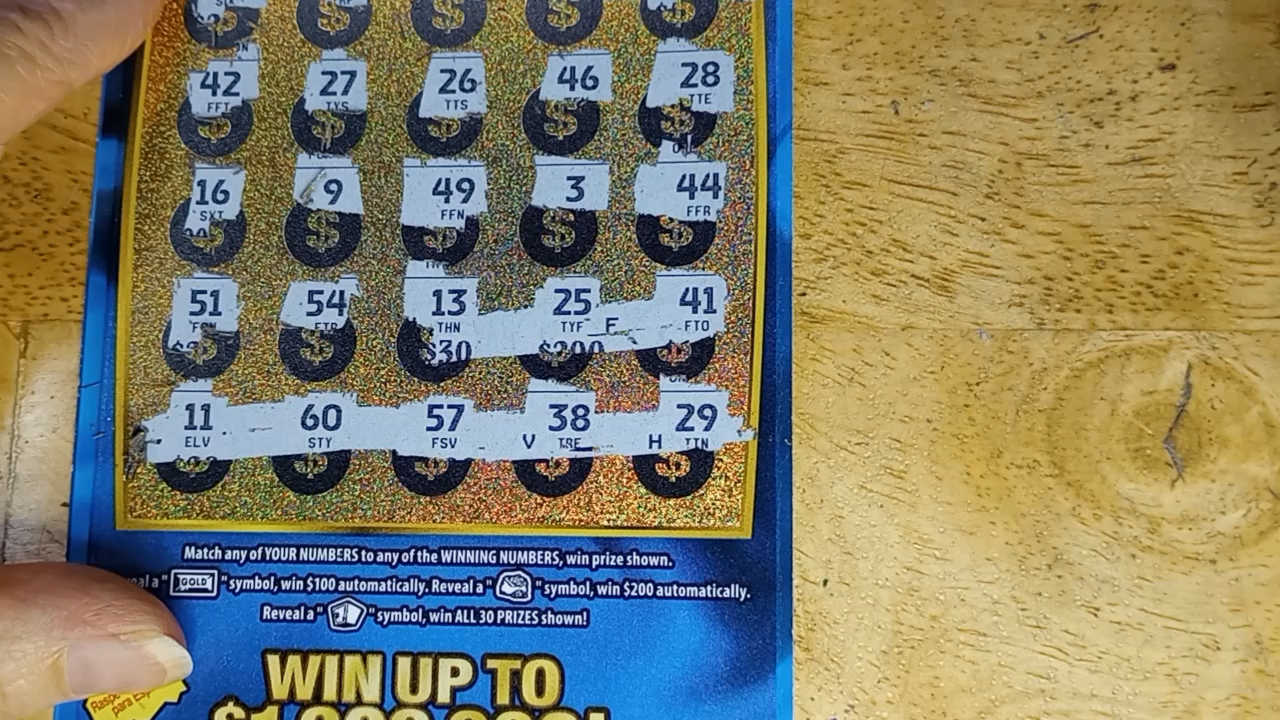 42 27 26 46 28
FFT TYS TTS TTE
16 9 49 3 44
SXT FFN FFR
51 54 13 25 41
THN TYF F FTO
$30 $200
11 60 57 38 29
ELV STY FSV V TRE H TTN
Match any of YOUR NUMBERS to any of the WINNING NUMBERS, win prize shown.
a " GOLD " symbol, win $100 automatically. Reveal a " " symbol, win $200 automatically.
Reveal a " " symbol, win ALL 30 PRIZES shown!
WIN UP TO